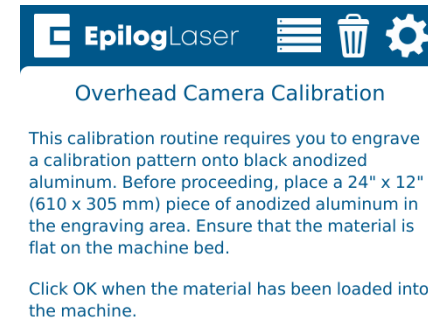 EpilogLaser
Overhead Camera Calibration
This calibration routine requires you to engrave
a calibration pattern onto black anodized
aluminum. Before proceeding, place a 24" x 12"
(610 x 305 mm) piece of anodized aluminum in
the engraving area. Ensure that the material is
flat on the machine bed.
Click OK when the material has been loaded into
the machine.